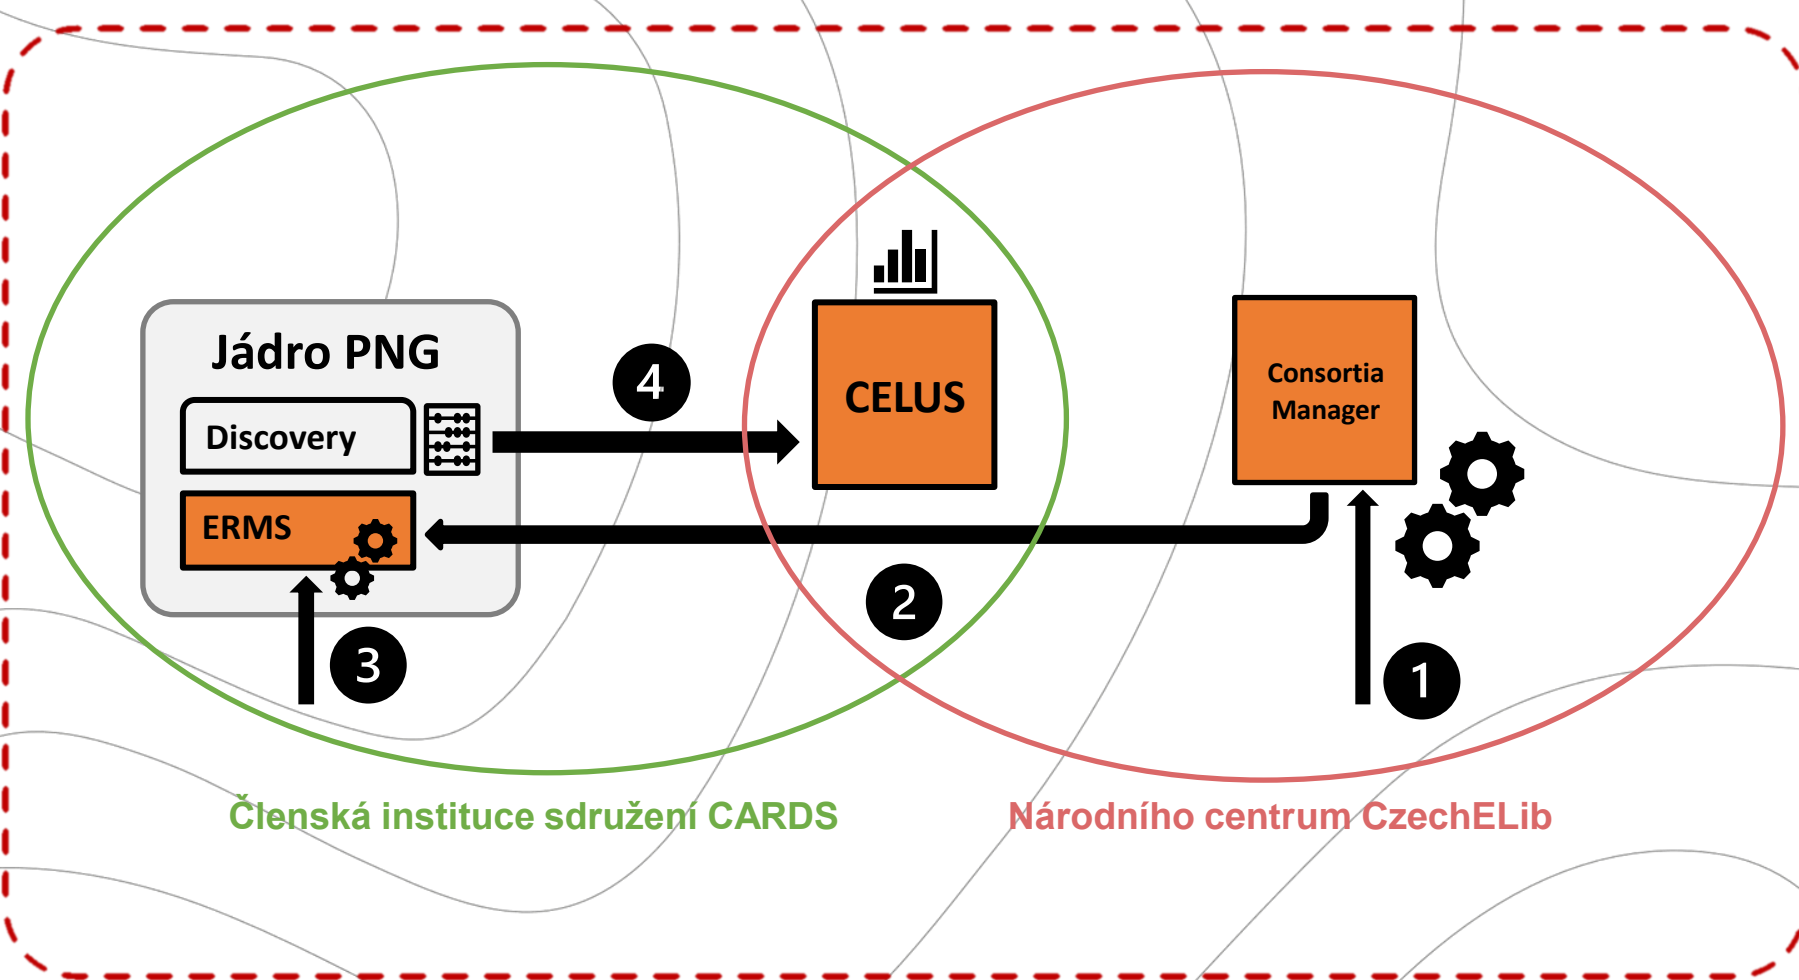 Jádro PNG
Discovery
ERMS
4
CELUS
Consortia
Manager
2
3
1
Členská instituce sdružení CARDS
Národního centrum CzechELib